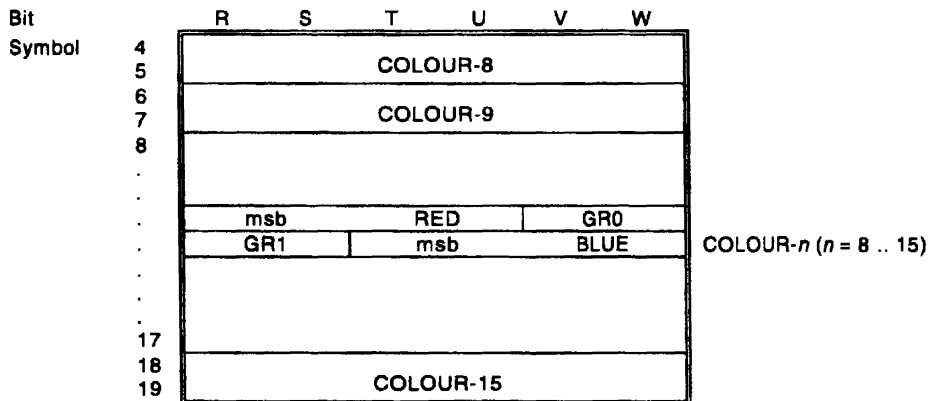 Bit R S T U V W
Symbol 4
5 COLOUR-8
6
7 COLOUR-9
8
.
.
. msb RED GR0
. GR1 msb BLUE COLOUR-n (n = 8 .. 15)
.
.
.
17
18
19 COLOUR-15